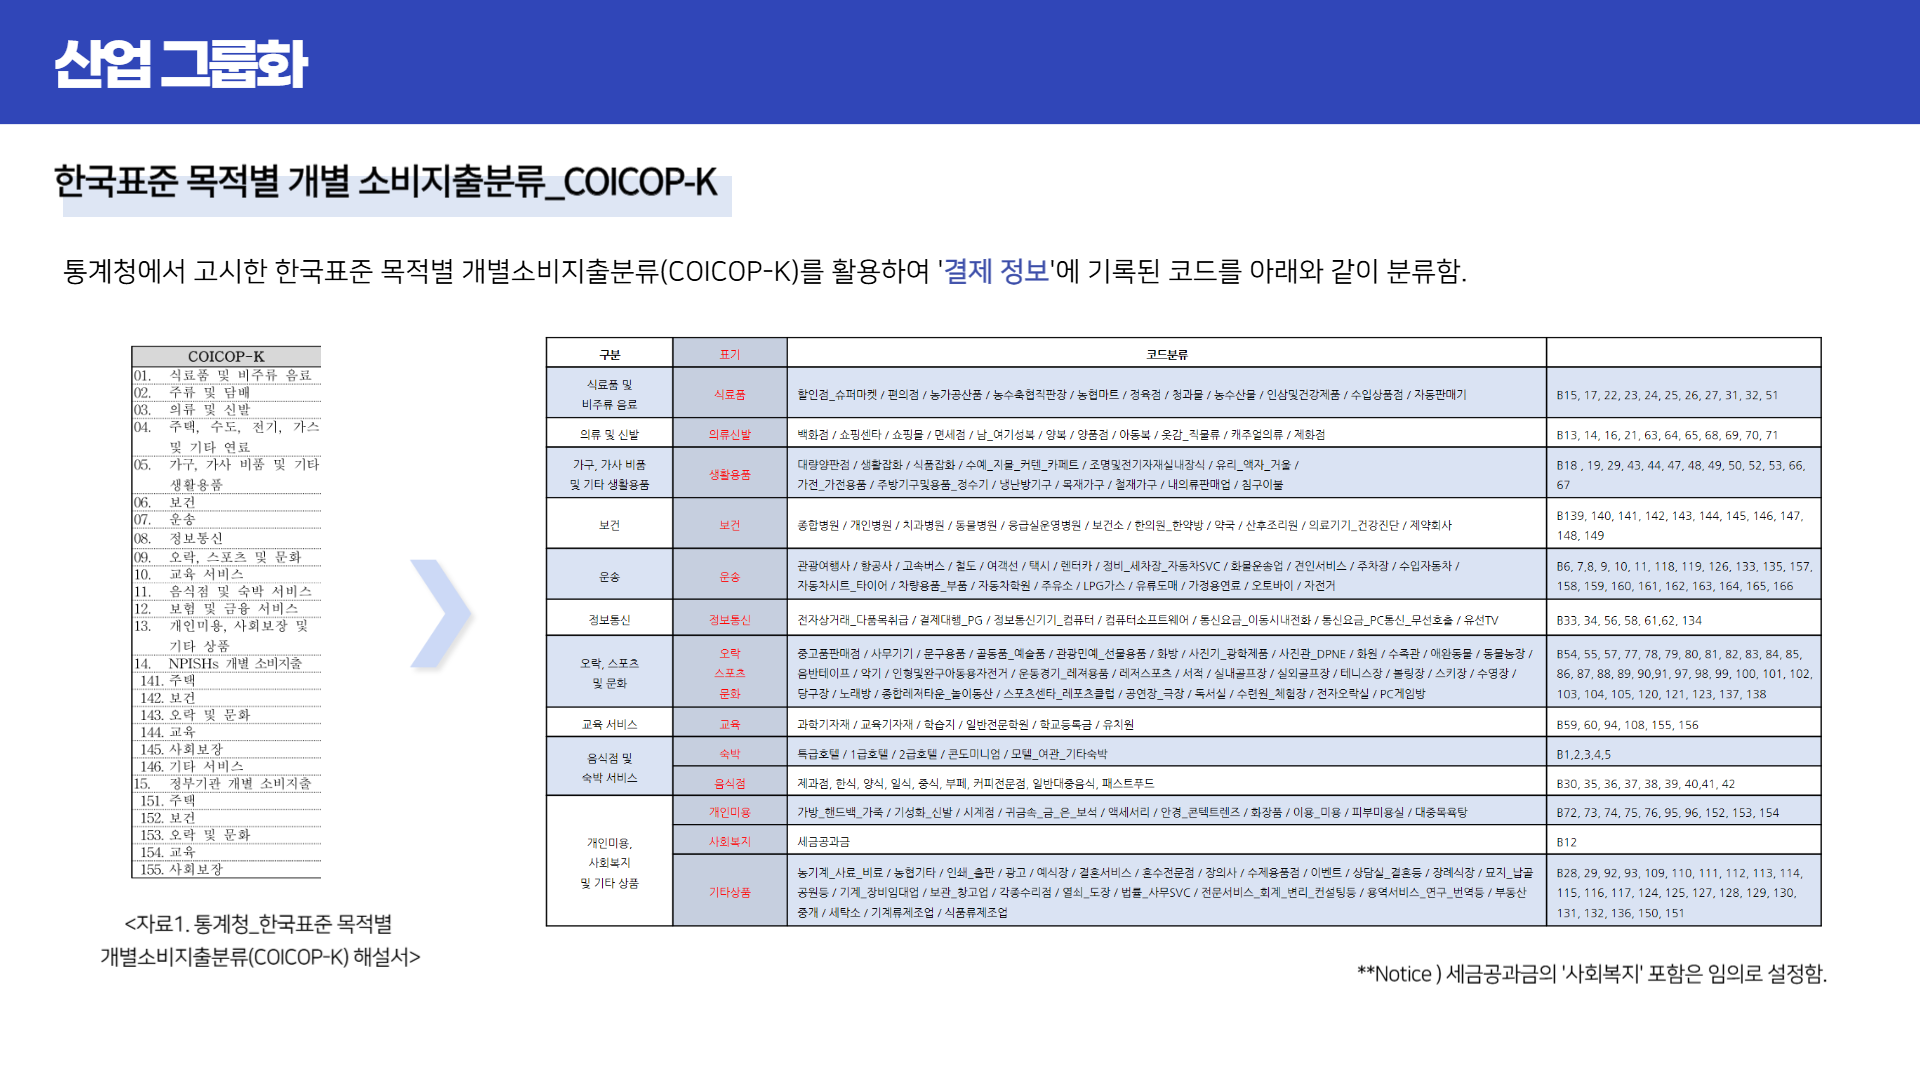 산업 그룹화
한국표준 목적별 개별 소비지출분류_COICOP-K
통계청에서 고시한 한국표준 목적별 개별소비지출분류(COICOP-K)를 활용하여 '결제 정보'에 기록된 코드를 아래와 같이 분류함.
COICOP-K
01. 식료품 및 비주류 음료
02. 주류 및 담배
03. 의류 및 신발
04. 주택, 수도, 전기, 가스
및 기타 연료
05. 가구, 가사 비품 및 기타
생활용품
06. 보건
07. 운송
08. 정보통신
09. 오락, 스포츠 및 문화
10. 교육 서비스
11. 음식점 및 숙박 서비스
12. 보험 및 금융 서비스
13. 개인미용, 사회보장 및
기타 상품
14. NPISHs 개별 소비지출
141. 주택
142. 보건
143. 오락 및 문화
144. 교육
145. 사회보장
146. 기타 서비스
15. 정부기관 개별 소비지출
151. 주택
152. 보건
153. 오락 및 문화
154. 교육
155. 사회보장
<자료1. 통계청_한국표준 목적별
개별소비지출분류(COICOP-K) 해설서>
구분 표기 코드분류
식료품 및
비주류 음료
식료품
할인점_슈퍼마켓 / 편의점 / 농가공산품 / 농수축협직판장 / 농협마트 / 정육점 / 청과물 / 농수산물 / 인삼및건강제품 / 수입상품점 / 자동판매기
B15, 17, 22, 23, 24, 25, 26, 27, 31, 32, 51
의류 및 신발
의류신발
백화점 / 쇼핑센타 / 쇼핑몰 / 면세점 / 남_여기성복 / 양복 / 양품점 / 아동복 / 옷감_직물류 / 캐주얼의류 / 제화점
B13, 14, 16, 21, 63, 64, 65, 68, 69, 70, 71
가구, 가사 비품
및 기타 생활용품
생활용품
대량양판점 / 생활잡화 / 식품잡화 / 수예_지물_커텐_카페트 / 조명및전기자재실내장식 / 유리_액자_거울 /
가전_가전용품 / 주방기구및용품_정수기 / 냉난방기구 / 목재가구 / 철재가구 / 내의류판매업 / 침구이불
B18 , 19, 29, 43, 44, 47, 48, 49, 50, 52, 53, 66,
67
보건
보건
종합병원 / 개인병원 / 치과병원 / 동물병원 / 응급실운영병원 / 보건소 / 한의원_한약방 / 약국 / 산후조리원 / 의료기기_건강진단 / 제약회사
B139, 140, 141, 142, 143, 144, 145, 146, 147,
148, 149
운송
운송
관광여행사 / 항공사 / 고속버스 / 철도 / 여객선 / 택시 / 렌터카 / 정비_세차장_자동차SVC / 화물운송업 / 견인서비스 / 주차장 / 수입자동차 /
자동차시트_타이어 / 차량용품_부품 / 자동차학원 / 주유소 / LPG가스 / 유류도매 / 가정용연료 / 오토바이 / 자전거
B6, 7,8, 9, 10, 11, 118, 119, 126, 133, 135, 157,
158, 159, 160, 161, 162, 163, 164, 165, 166
정보통신
정보통신
전자상거래_다품목취급 / 결제대행_PG / 정보통신기기_컴퓨터 / 컴퓨터소프트웨어 / 통신요금_이동시내전화 / 통신요금_PC통신_무선호출 / 유선TV
B33, 34, 56, 58, 61,62, 134
오락, 스포츠
및 문화
오락
스포츠
문화
중고품판매점 / 사무기기 / 문구용품 / 골동품_예술품 / 관광민예_선물용품 / 화방 / 사진기_광학제품 / 사진관_DPNE / 화원 / 수족관 / 애완동물 / 동물농장 /
음반테이프 / 악기 / 인형및완구아동용자전거 / 운동경기_레져용품 / 레저스포츠 / 서적 / 실내골프장 / 실외골프장 / 테니스장 / 볼링장 / 스키장 / 수영장 /
당구장 / 노래방 / 종합레저타운_놀이동산 / 스포츠센타_레포츠클럽 / 공연장_극장 / 독서실 / 수련원_체험장 / 전자오락실 / PC게임방
B54, 55, 57, 77, 78, 79, 80, 81, 82, 83, 84, 85,
86, 87, 88, 89, 90,91, 97, 98, 99, 100, 101, 102,
103, 104, 105, 120, 121, 123, 137, 138
교육 서비스
교육
과학기자재 / 교육기자재 / 학습지 / 일반전문학원 / 학교등록금 / 유치원
B59, 60, 94, 108, 155, 156
음식점 및
숙박 서비스
숙박
특급호텔 / 1급호텔 / 2급호텔 / 콘도미니엄 / 모텔_여관_기타숙박
B1,2,3,4,5
음식점
제과점, 한식, 양식, 일식, 중식, 부페, 커피전문점, 일반대중음식, 패스트푸드
B30, 35, 36, 37, 38, 39, 40,41, 42
개인미용,
사회복지
및 기타 상품
개인미용
가방_핸드백_가죽 / 기성화_신발 / 시계점 / 귀금속_금_은_보석 / 액세서리 / 안경_콘텍트렌즈 / 화장품 / 이용_미용 / 피부미용실 / 대중목욕탕
B72, 73, 74, 75, 76, 95, 96, 152, 153, 154
사회복지
세금공과금
B12
기타상품
농기계_사료_비료 / 농협기타 / 인쇄_출판 / 광고 / 예식장 / 결혼서비스 / 혼수전문점 / 장의사 / 수제용품점 / 이벤트 / 상담실_결혼등 / 장례식장 / 묘지_납골
공원등 / 기계_장비임대업 / 보관_창고업 / 각종수리점 / 열쇠_도장 / 법률_사무SVC / 전문서비스_회계_변리_컨설팅등 / 용역서비스_연구_번역등 / 부동산
중개 / 세탁소 / 기계류제조업 / 식품류제조업
B28, 29, 92, 93, 109, 110, 111, 112, 113, 114,
115, 116, 117, 124, 125, 127, 128, 129, 130,
131, 132, 136, 150, 151
**Notice ) 세금공과금의 '사회복지' 포함은 임의로 설정함.